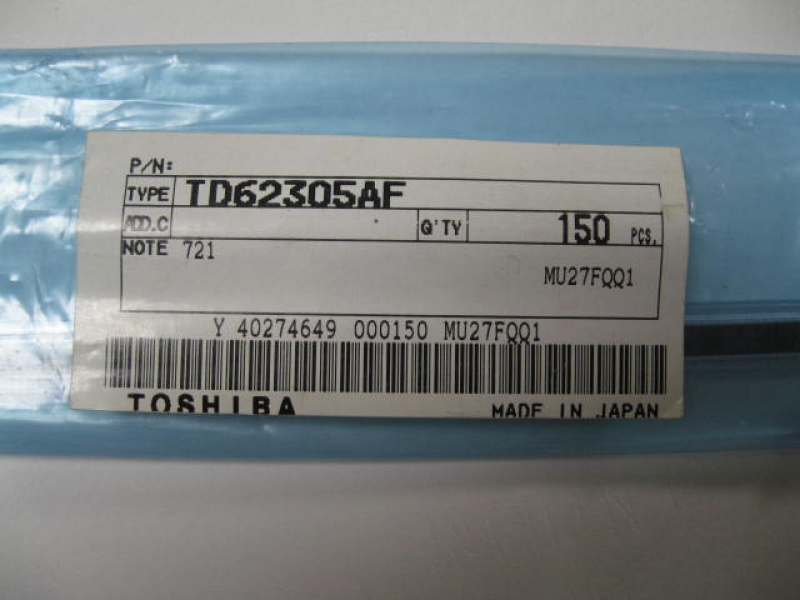 P/N:
TYPE TD62305AF
ADD.C Q'TY 150 PCS.
NOTE 721
MU27FQQ1
Y 40274649 000150 MU27FQQ1
TOSHIBA MADE IN JAPAN